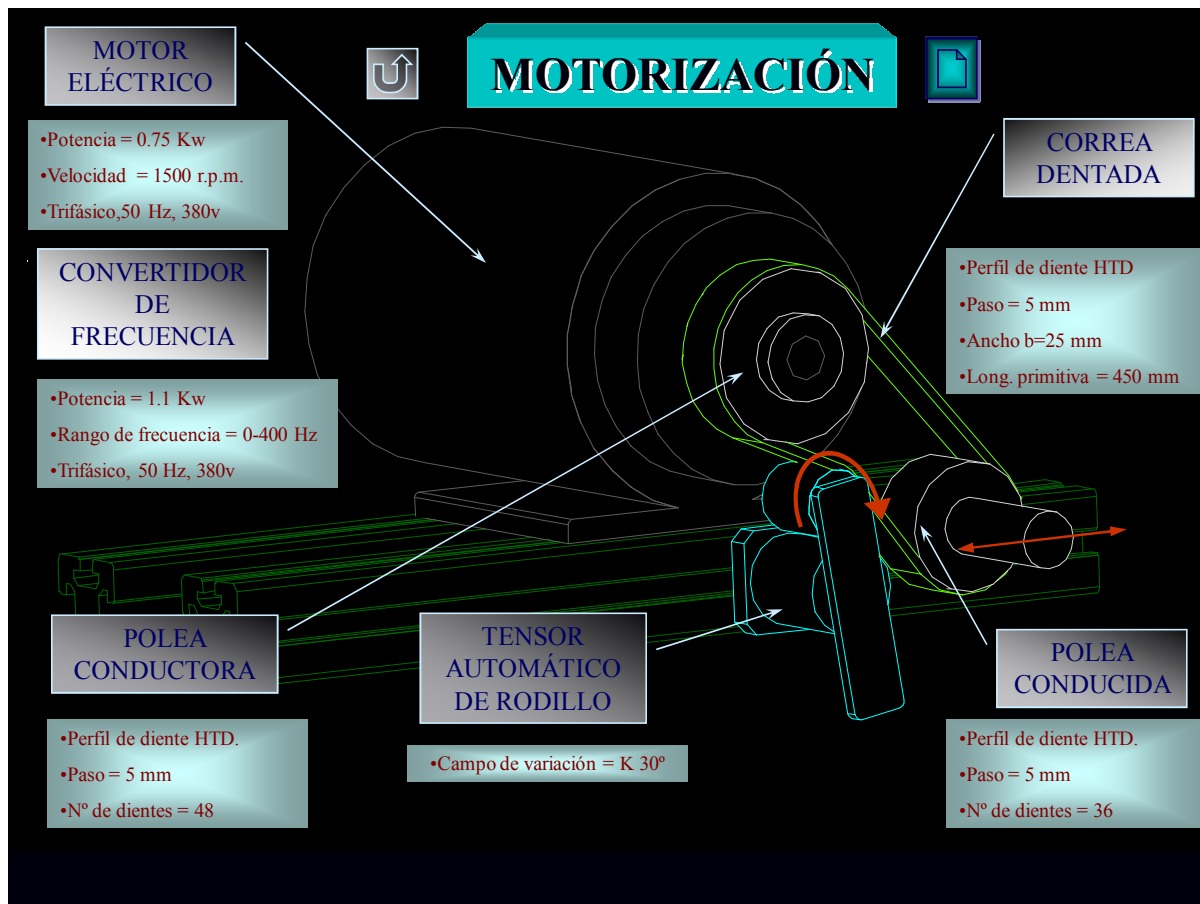 MOTORIZACIÓN
MOTOR
ELÉCTRICO
•Potencia = 0.75 Kw
•Velocidad = 1500 r.p.m.
•Trifásico,50 Hz, 380v
CONVERTIDOR
DE
FRECUENCIA
•Potencia = 1.1 Kw
•Rango de frecuencia = 0-400 Hz
•Trifásico, 50 Hz, 380v
CORREA
DENTADA
•Perfil de diente HTD
•Paso = 5 mm
•Ancho b=25 mm
•Long. primitiva = 450 mm
POLEA
CONDUCTORA
•Perfil de diente HTD.
•Paso = 5 mm
•Nº de dientes = 48
TENSOR
AUTOMÁTICO
DE RODILLO
•Campo de variación = K 30º
POLEA
CONDUCIDA
•Perfil de diente HTD.
•Paso = 5 mm
•Nº de dientes = 36